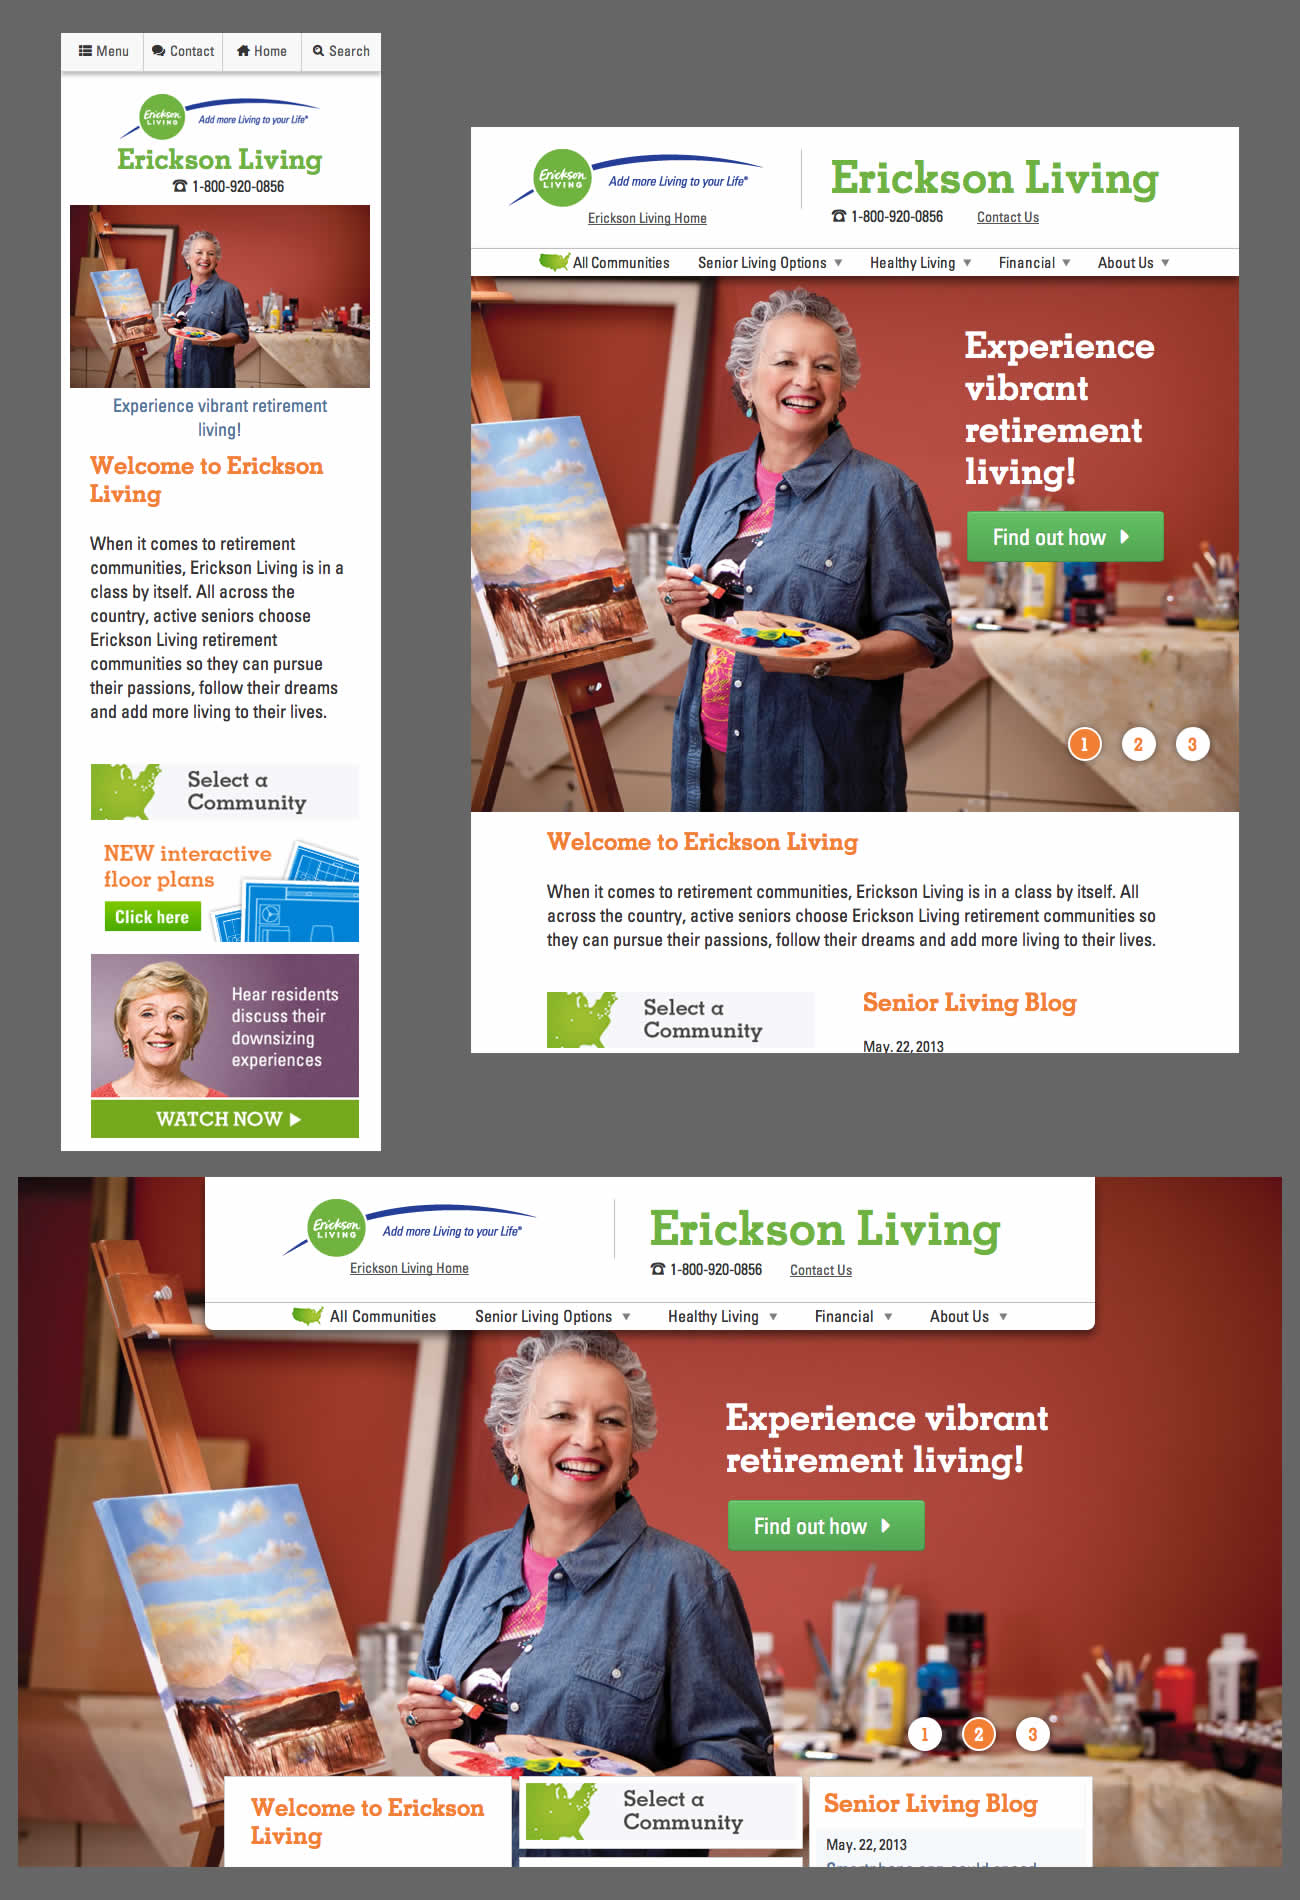 Menu
Contact
Home
Search
Erickson
LIVING
Add more Living to your Life®
Erickson Living
1-800-920-0856
Experience vibrant retirement
living!
Welcome to Erickson
Living
When it comes to retirement
communities, Erickson Living is in a
class by itself. All across the
country, active seniors choose
Erickson Living retirement
communities so they can pursue
their passions, follow their dreams
and add more living to their lives.
Select a
Community
NEW interactive
floor plans
Click here
Hear residents
discuss their
downsizing
experiences
WATCH NOW
Erickson
LIVING
Add more Living to your Life®
Erickson Living Home
Erickson Living
1-800-920-0856
Contact Us
All Communities
Senior Living Options
Healthy Living
Financial
About Us
Experience
vibrant
retirement
living!
Find out how
1
2
3
Welcome to Erickson Living
When it comes to retirement communities, Erickson Living is in a class by itself. All
across the country, active seniors choose Erickson Living retirement communities so
they can pursue their passions, follow their dreams and add more living to their lives.
Select a
Community
Senior Living Blog
May. 22, 2013
Erickson
LIVING
Add more Living to your Life®
Erickson Living Home
Erickson Living
1-800-920-0856
Contact Us
All Communities
Senior Living Options
Healthy Living
Financial
About Us
Experience vibrant
retirement living!
Find out how
1
2
3
Welcome to Erickson
Living
Select a
Community
Senior Living Blog
May. 22, 2013
Smartphone app could speed